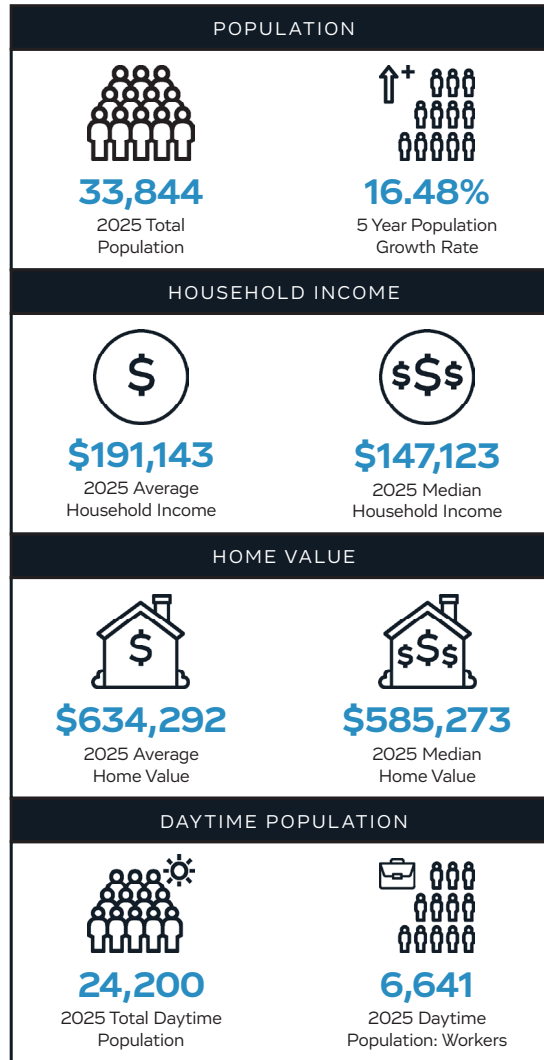 POPULATION
33,844
2025 Total
Population
16.48%
5 Year Population
Growth Rate
HOUSEHOLD INCOME
$
$191,143
2025 Average
Household Income
$$$
$147,123
2025 Median
Household Income
HOME VALUE
$
$634,292
2025 Average
Home Value
$$$
$585,273
2025 Median
Home Value
DAYTIME POPULATION
24,200
2025 Total Daytime
Population
6,641
2025 Daytime
Population: Workers